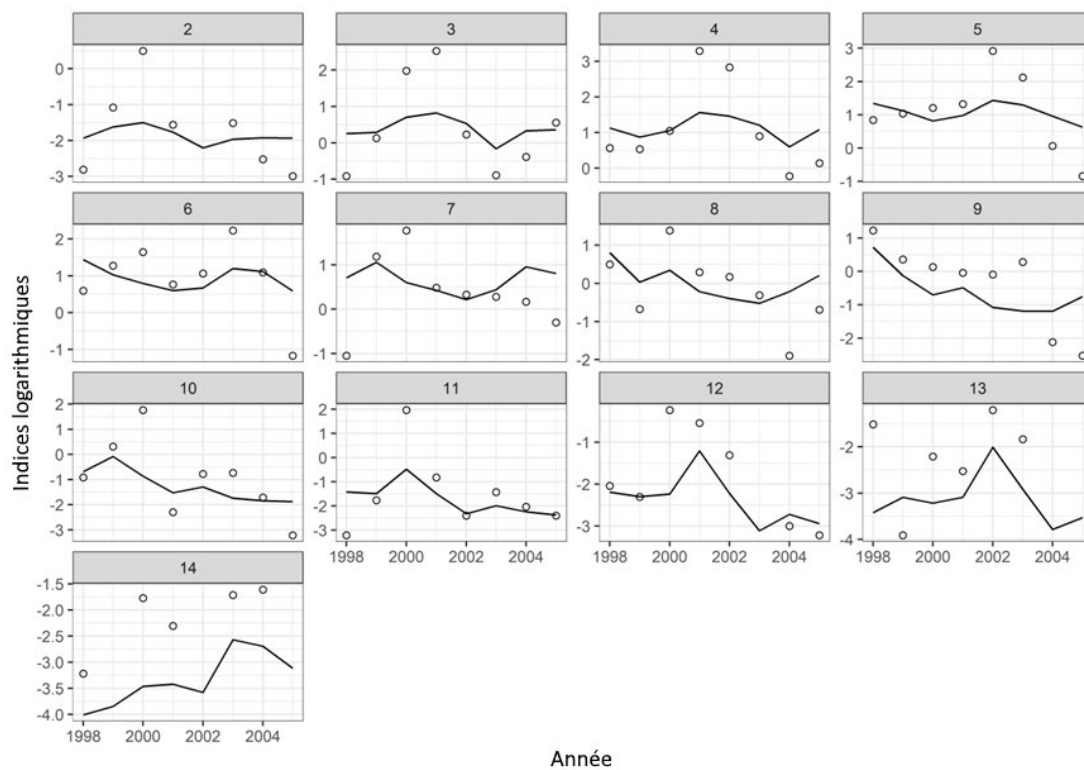 2 3 4 5
0 2 3 3
-1 1 2 2
-2 0 1 1
-3 -1 0 0
-1
6 7 8 9
2 1 1 1
1 0 0 0
0 -1 -1 -1
-1 -2 -2
10 11 12 13
2 2 -1 -2
1 1 -2 -3
0 0 -3 -4
-1 -1
-2 -2
-3 -3
1998 2000 2002 2004 1998 2000 2002 2004 1998 2000 2002 2004
14
-1.5
-2.0
-2.5
-3.0
-3.5
-4.0
1998 2000 2002 2004
Indices logarithmiques
Année